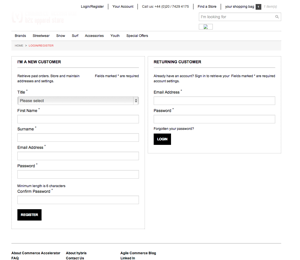 Login/Register | Your Account | Call us+ +44 (0)20 / 7429 4175 | Find a Store | your shopping bag 0
I'm looking for
Brands Streetwear Snow Surf Accessories Youth Special Offers
HOME > LOGIN/REGISTER
I'M A NEW CUSTOMER
Remove past orders, Store and maintain addresses and settings
Fields marked * are required
Title *
Please select
First Name *
Surname *
Email Address *
Password *
Minimum length is 6 characters
Confirm Password *
REGISTER
RETURNING CUSTOMER
Already have an account? Sign in to retrieve your account settings.
Fields marked * are required
Email Address *
Password *
Forgotten your password?
LOGIN
About Commerce Accelerator
FAQ
About hybris
Contact Us
Agile Commerce Blog
Linked In